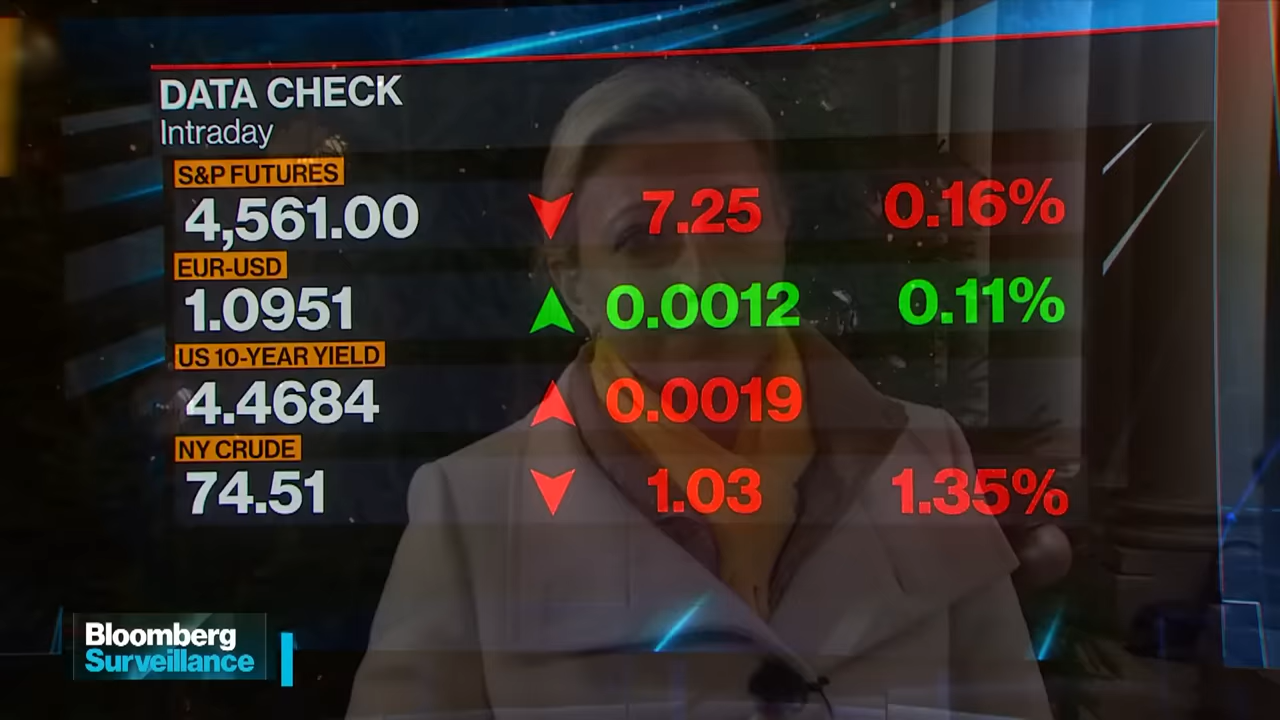 DATA CHECK
Intraday
S&P FUTURES
4,561.00 7.25 0.16%
EUR-USD
1.0951 0.0012 0.11%
US 10-YEAR YIELD
4.4684 0.0019
NY CRUDE
74.51 1.03 1.35%
Bloomberg
Surveillance